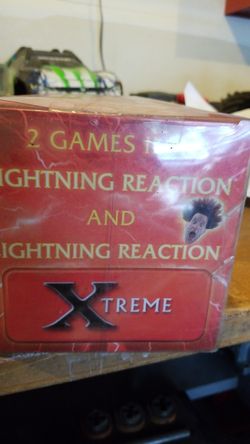 2 GAMES
IGHTNING REACTION
AND
IGHTNING REACTION
XTREME